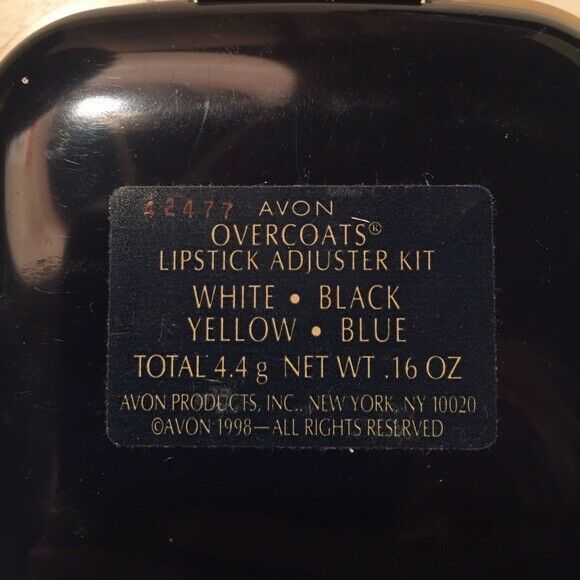 42477 AVON
OVERCOATS®
LIPSTICK ADJUSTER KIT
WHITE • BLACK
YELLOW • BLUE
TOTAL 4.4 g NET WT .16 OZ
AVON PRODUCTS, INC., NEW YORK, NY 10020
©AVON 1998—ALL RIGHTS RESERVED